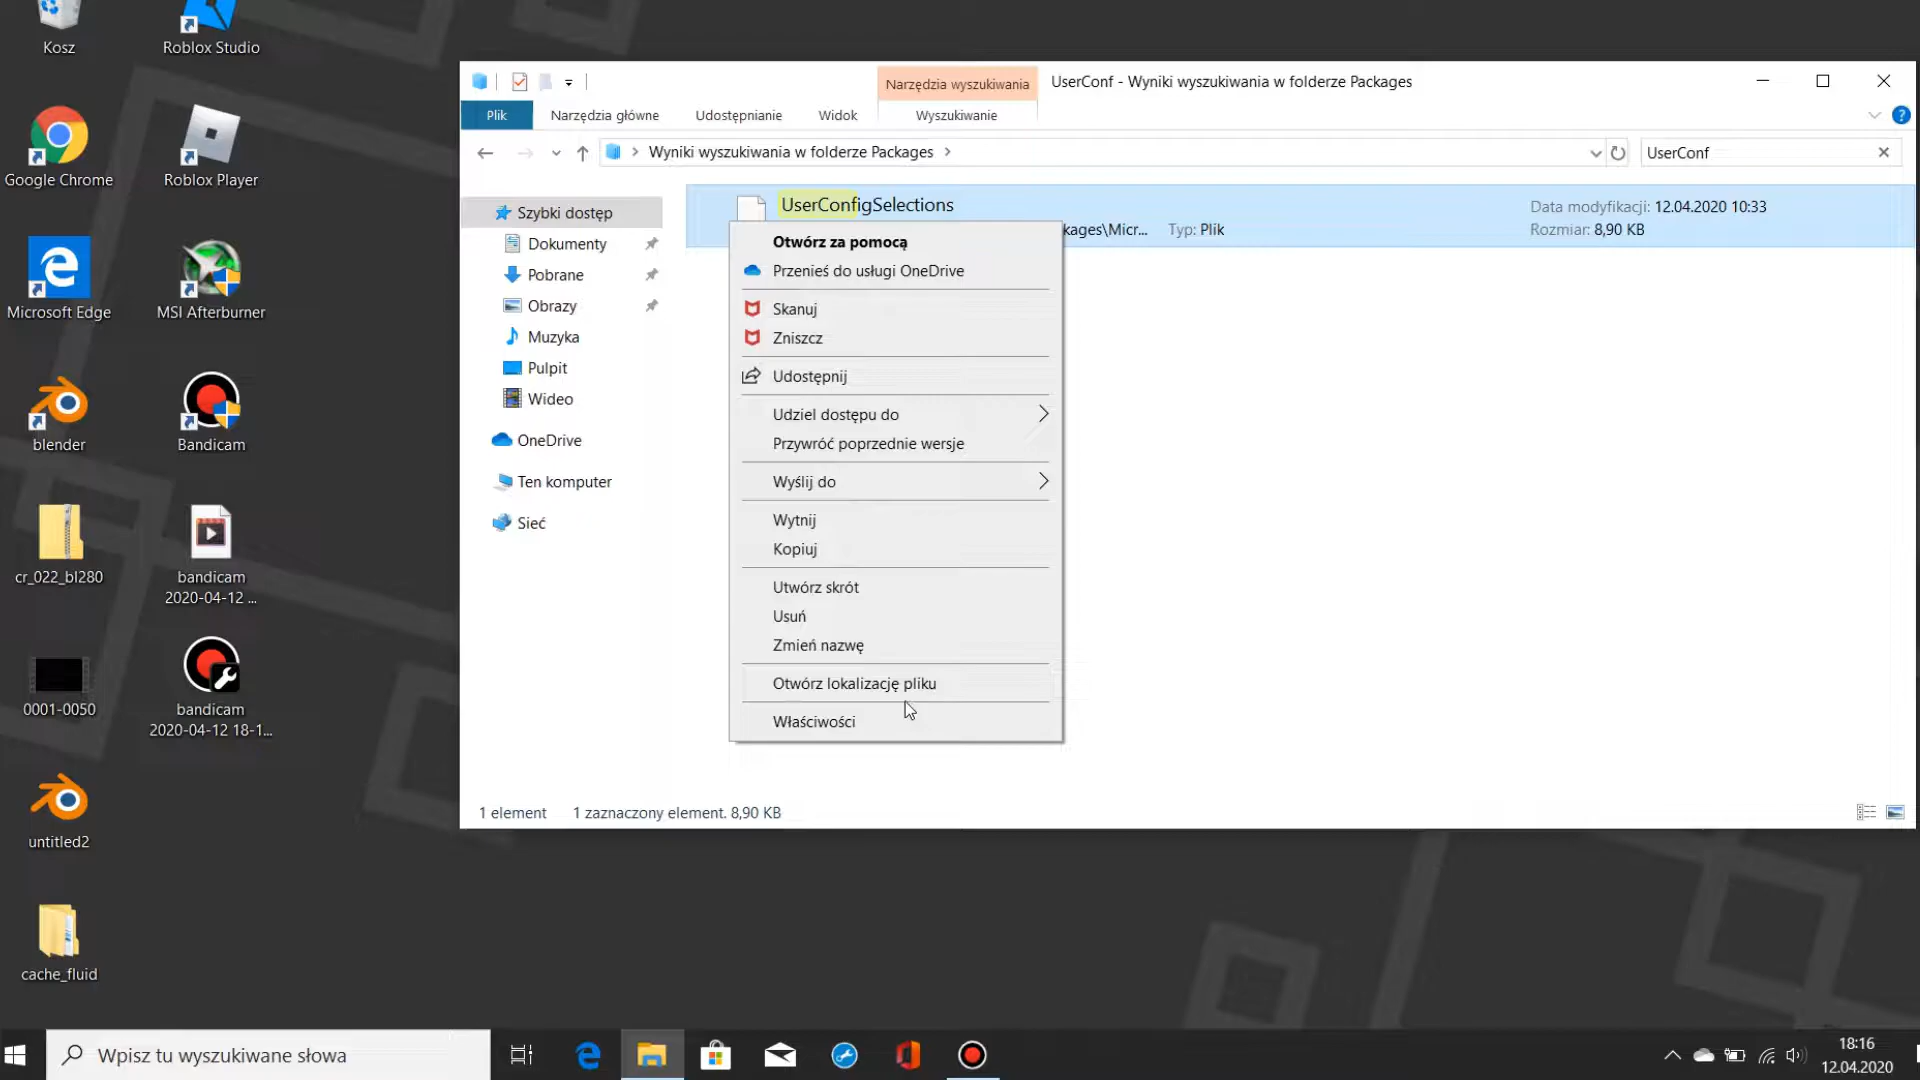 Kosz
Roblox Studio
Google Chrome
Roblox Player
Microsoft Edge
MSI Afterburner
blender
Bandicam
cr_022_bl280
bandicam
2020-04-12 ...
0001-0050
bandicam
2020-04-12 18-1...
untitled2
cache_fluid
Narzędzia wyszukiwania
UserConf - Wyniki wyszukiwania w folderze Packages
Plik
Narzędzia główne
Udostępnianie
Widok
Wyszukiwanie
Wyniki wyszukiwania w folderze Packages
UserConf
Szybki dostęp
Dokumenty
Pobrane
Obrazy
Muzyka
Pulpit
Wideo
OneDrive
Ten komputer
Sieć
UserConfigSelections
kages\Micr...
Typ: Plik
Data modyfikacji: 12.04.2020 10:33
Rozmiar: 8,90 KB
Otwórz za pomocą
Przenieś do usługi OneDrive
Skanuj
Zniszcz
Udostępnij
Udziel dostępu do
Przywróć poprzednie wersje
Wyślij do
Wytnij
Kopiuj
Utwórz skrót
Usuń
Zmień nazwę
Otwórz lokalizację pliku
Właściwości
1 element
1 zaznaczony element. 8,90 KB
Wpisz tu wyszukiwane słowa
18:16
12.04.2020